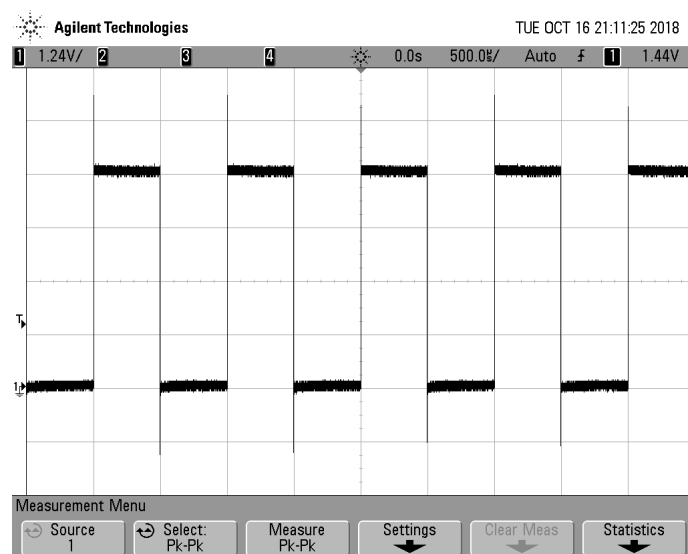 Agilent Technologies
TUE OCT 16 21:11:25 2018
1 1.24V/ 2 3 4 0.0s 500.0㎲/ Auto 1 1.44V
T
1
Measurement Menu
Source
1
Select:
Pk-Pk
Measure
Pk-Pk
Settings
Clear Meas
Statistics